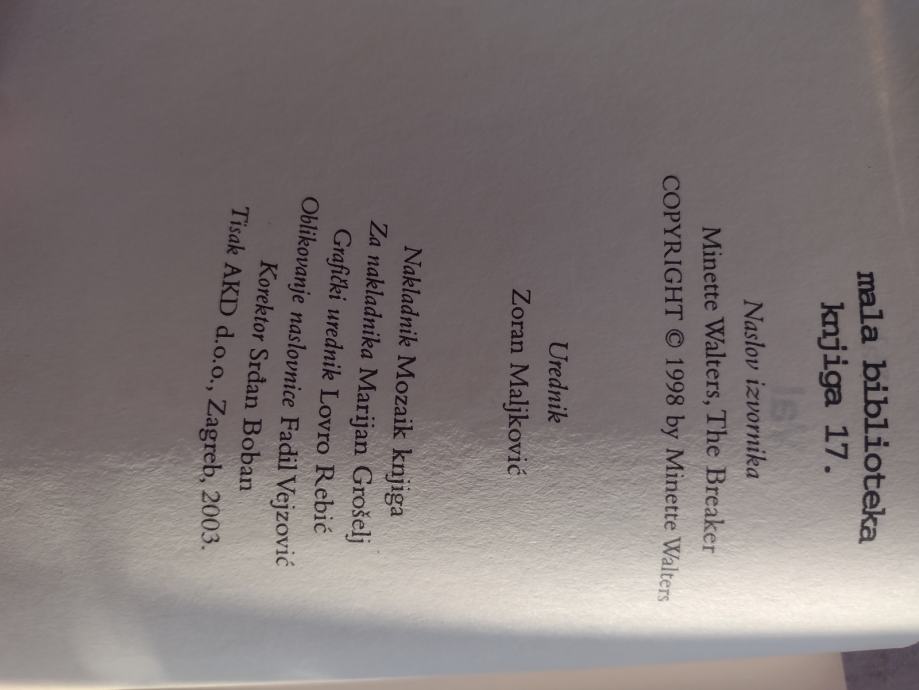 mala biblioteka
knjiga 17.
Naslov izvornika
Minette Walters, The Breaker
COPYRIGHT © 1998 by Minette Walters
Urednik
Zoran Maljković
Nakladnik Mozaik knjiga
Za nakladnika Marijan Grošelj
Grafički urednik Lovro Rebić
Oblikovanje naslovnice Fadil Vejzović
Korektor Srđan Boban
Tisak AKD d.o.o., Zagreb, 2003.